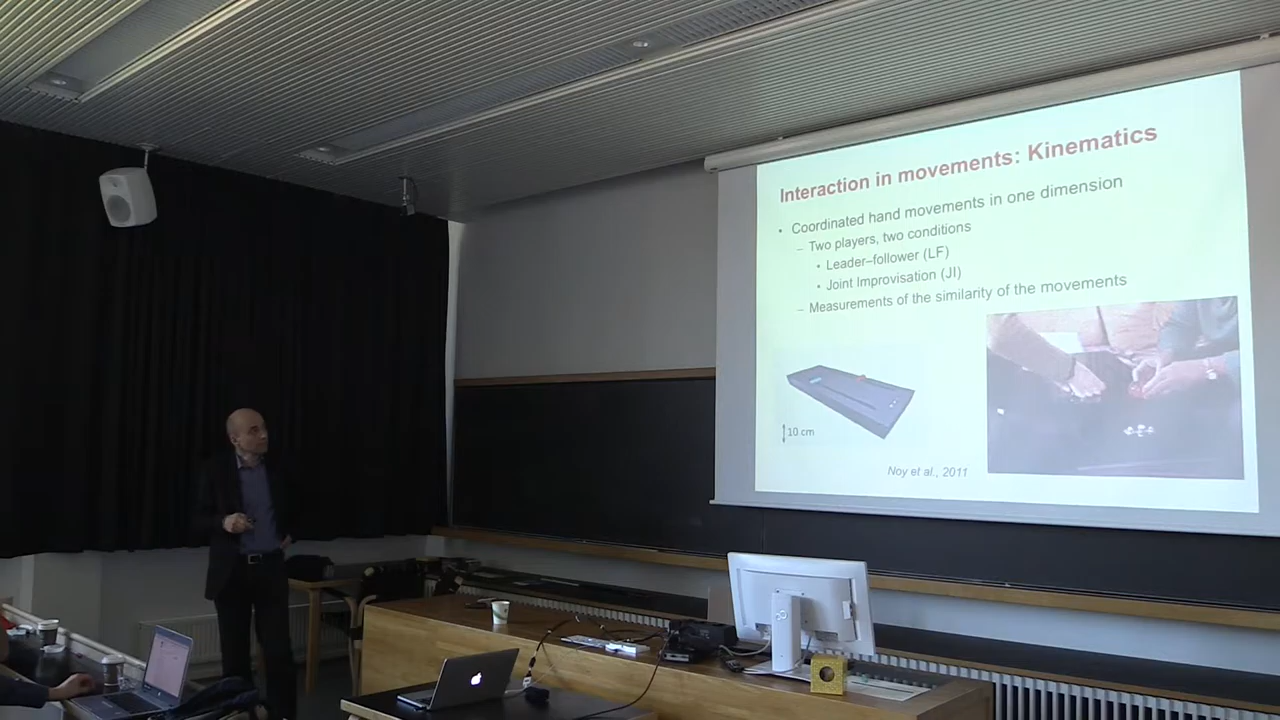 Interaction in movements: Kinematics
• Coordinated hand movements in one dimension
– Two players, two conditions
• Leader–follower (LF)
• Joint Improvisation (JI)
– Measurements of the similarity of the movements
10 cm
Noy et al., 2011